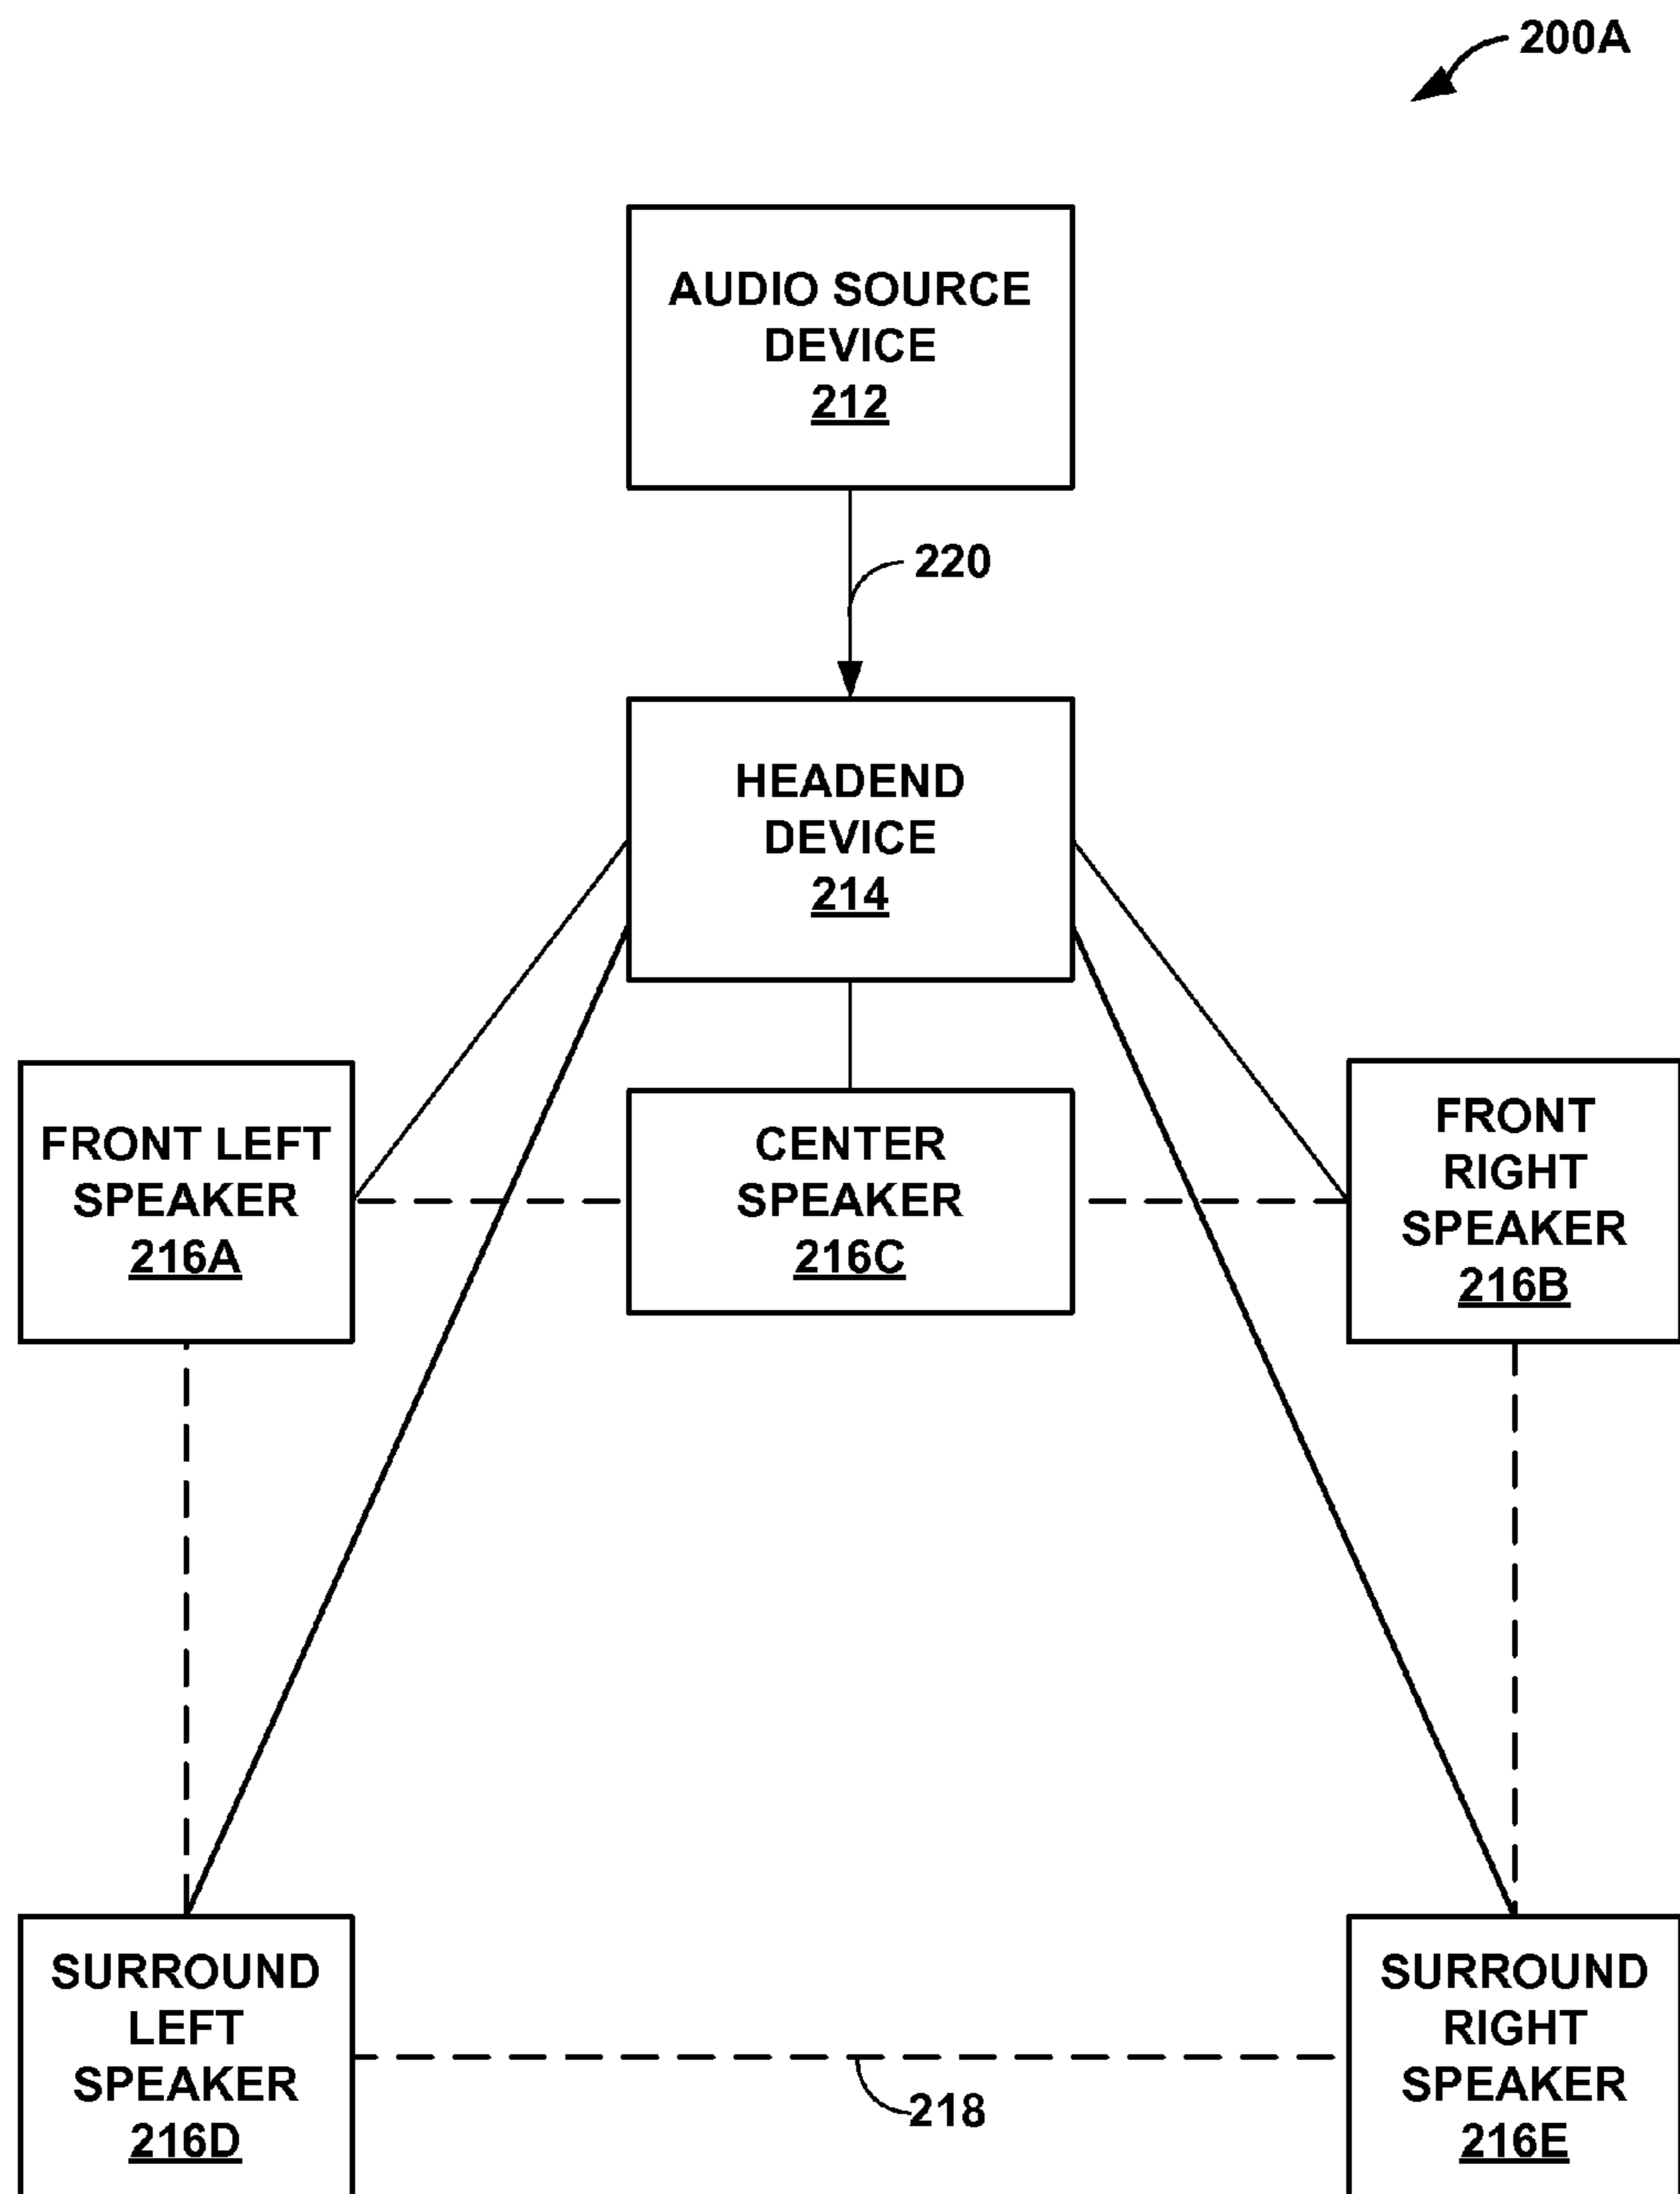 200A
AUDIO SOURCE
DEVICE
212
220
HEADEND
DEVICE
214
FRONT LEFT
SPEAKER
216A
CENTER
SPEAKER
216C
FRONT
RIGHT
SPEAKER
216B
SURROUND
LEFT
SPEAKER
216D
218
SURROUND
RIGHT
SPEAKER
216E